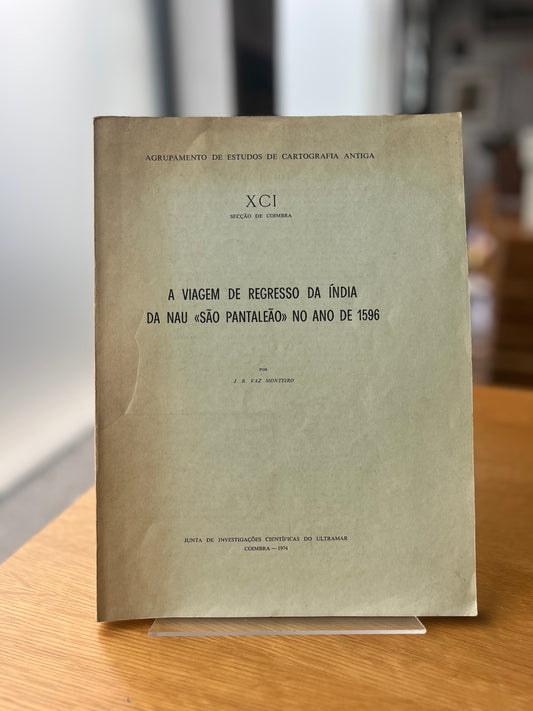 AGRUPAMENTO DE ESTUDOS DE CARTOGRAFIA ANTIGA
XCI
SECÇÃO DE COIMBRA
A VIAGEM DE REGRESSO DA ÍNDIA
DA NAU «SÃO PANTALEÃO» NO ANO DE 1596
POR
J. R. VAZ MONTEIRO
JUNTA DE INVESTIGAÇÕES CIENTÍFICAS DO ULTRAMAR
COIMBRA — 1974